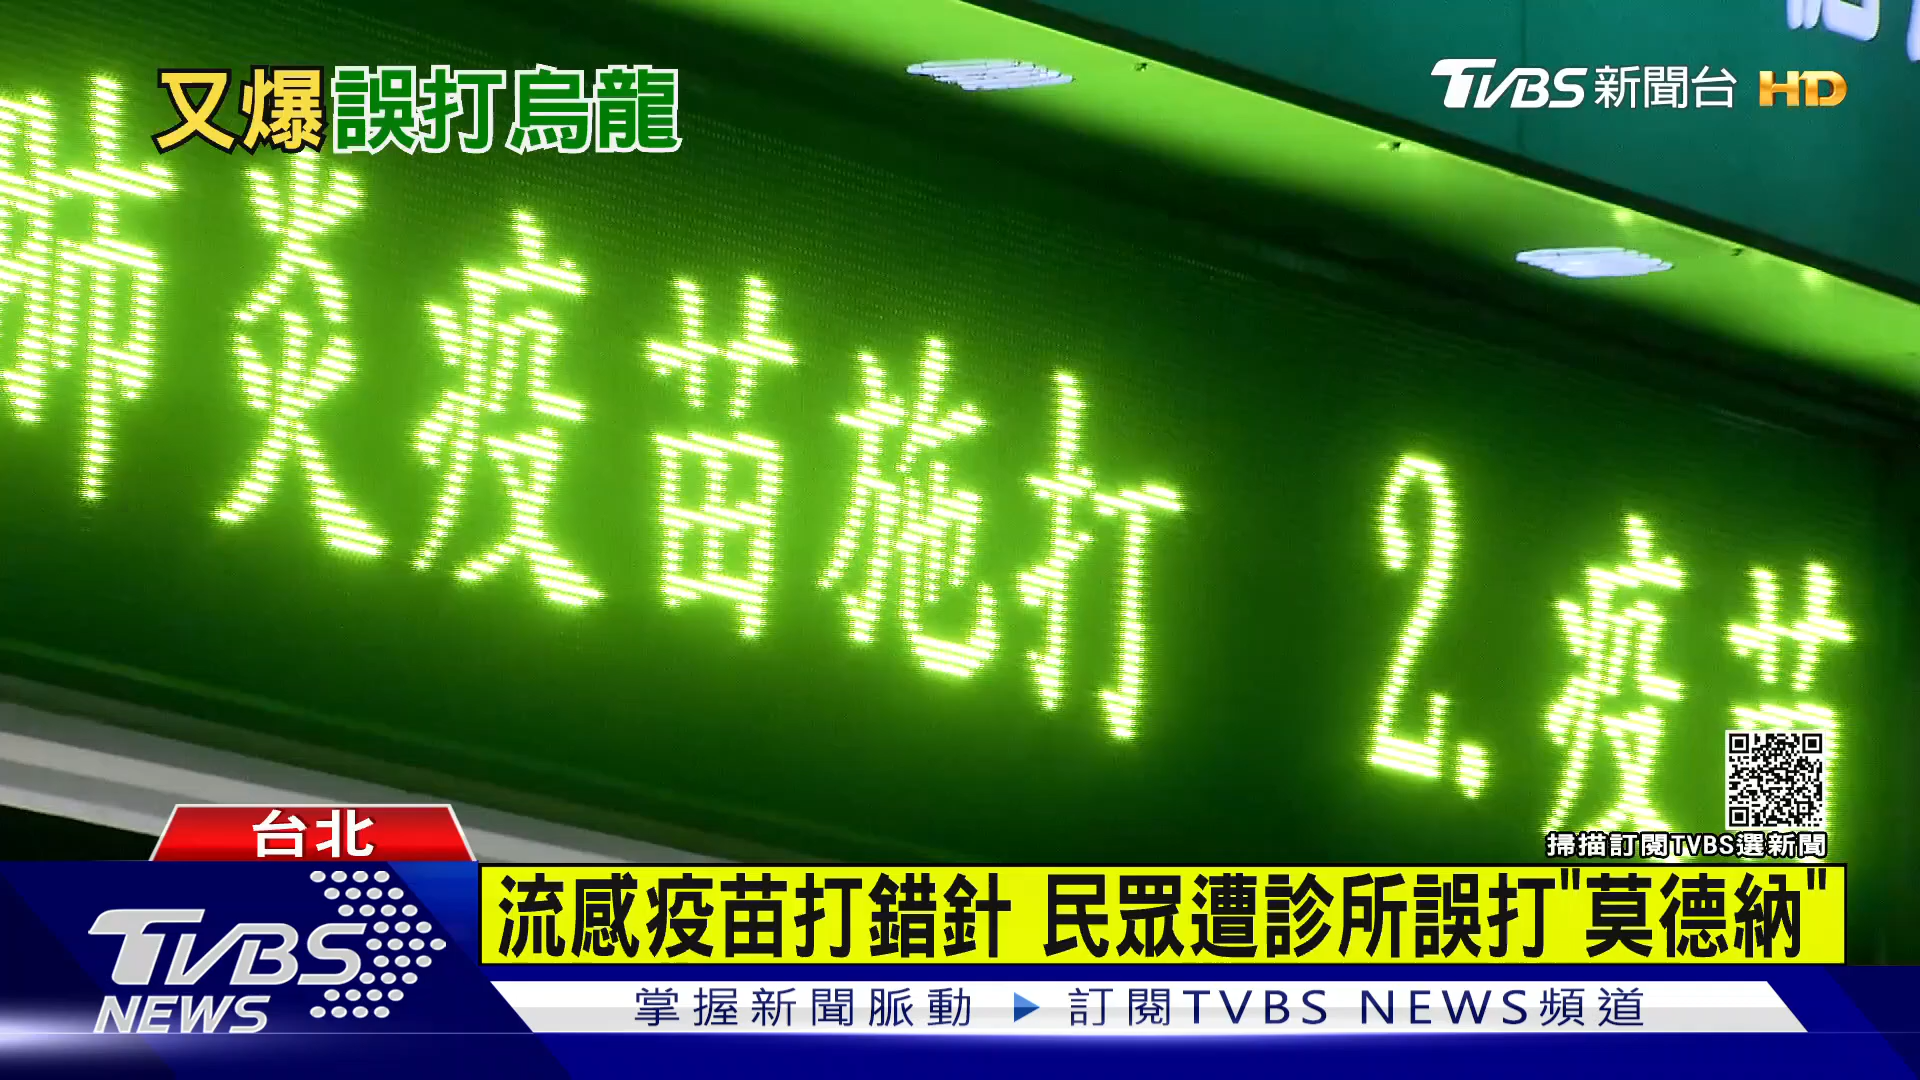 又爆誤打烏龍
TVBS新聞台 HD
肺炎疫苗施打 2.疫苗
掃描訂閱TVBS選新聞
台北
流感疫苗打錯針 民眾遭診所誤打"莫德納"
TVBS NEWS
掌握新聞脈動 ▶ 訂閱TVBS NEWS頻道